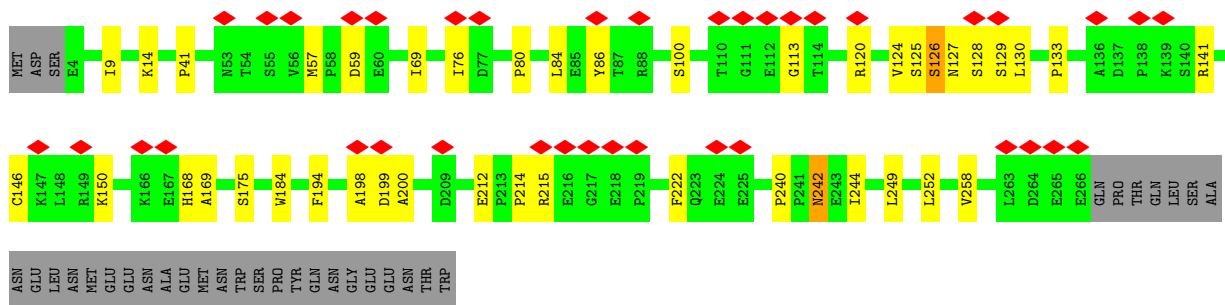 MET ASP SER E4 I9 K14 P41 N53 T54 S55 V56 M57 P58 D59 E60 I69 I76 D77 P80 L84 E85 Y86 T87 R88 S100 T110 G111 E112 G113 T114 R120 V124 S125 S126 N127 S128 S129 L130 P133 A136 D137 P138 K139 S140 R141
C146 K147 L148 R149 K150 K166 E167 H168 A169 S175 W184 F194 A198 D199 A200 D209 E212 P213 P214 R215 E216 G217 E218 P219 F222 Q223 E224 E225 P240 P241 N242 E243 I244 L249 L252 V258 L263 D264 E265 E266 GLN PRO THR GLN LEU SER ALA
ASN GLU LEU ASN MET GLU GLU ASN ALA GLU MET ASN TRP SER PRO TYR GLN ASN GLY GLU GLU ASN THR TRP